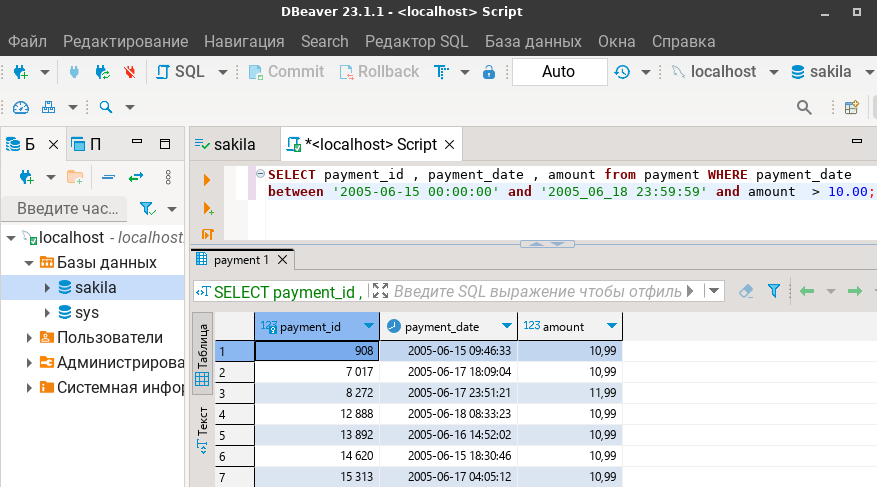 DBeaver 23.1.1 - <localhost> Script
Файл Редактирование Навигация Search Редактор SQL База данных Окна Справка
SQL Commit Rollback Auto localhost sakila
Б П
sakila *<localhost> Script
Введите час...
localhost - localhost:
Базы данных
sakila
sys
Пользователи
Администрирова
Системная инфор
SELECT payment_id , payment_date , amount from payment WHERE payment_date
between '2005-06-15 00:00:00' and '2005_06_18 23:59:59' and amount  > 10.00;
payment 1
SELECT payment_id , Введите SQL выражение чтобы отфиль
Таблица
Текст
123 payment_id payment_date 123 amount
1 908 2005-06-15 09:46:33 10,99
2 7 017 2005-06-17 18:09:04 10,99
3 8 272 2005-06-17 23:51:21 11,99
4 12 888 2005-06-18 08:33:23 10,99
5 13 892 2005-06-16 14:52:02 10,99
6 14 620 2005-06-15 18:30:46 10,99
7 15 313 2005-06-17 04:05:12 10,99